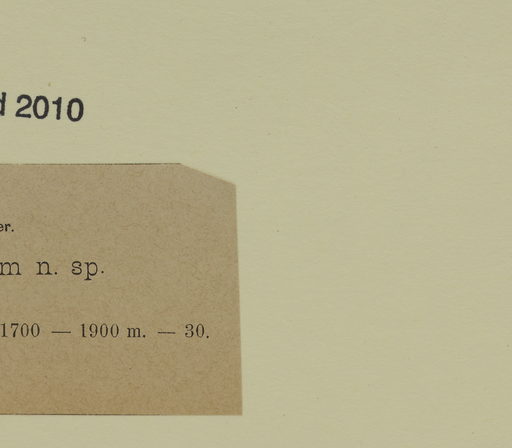 2010
er.
m n. sp.
1700 — 1900 m. — 30.